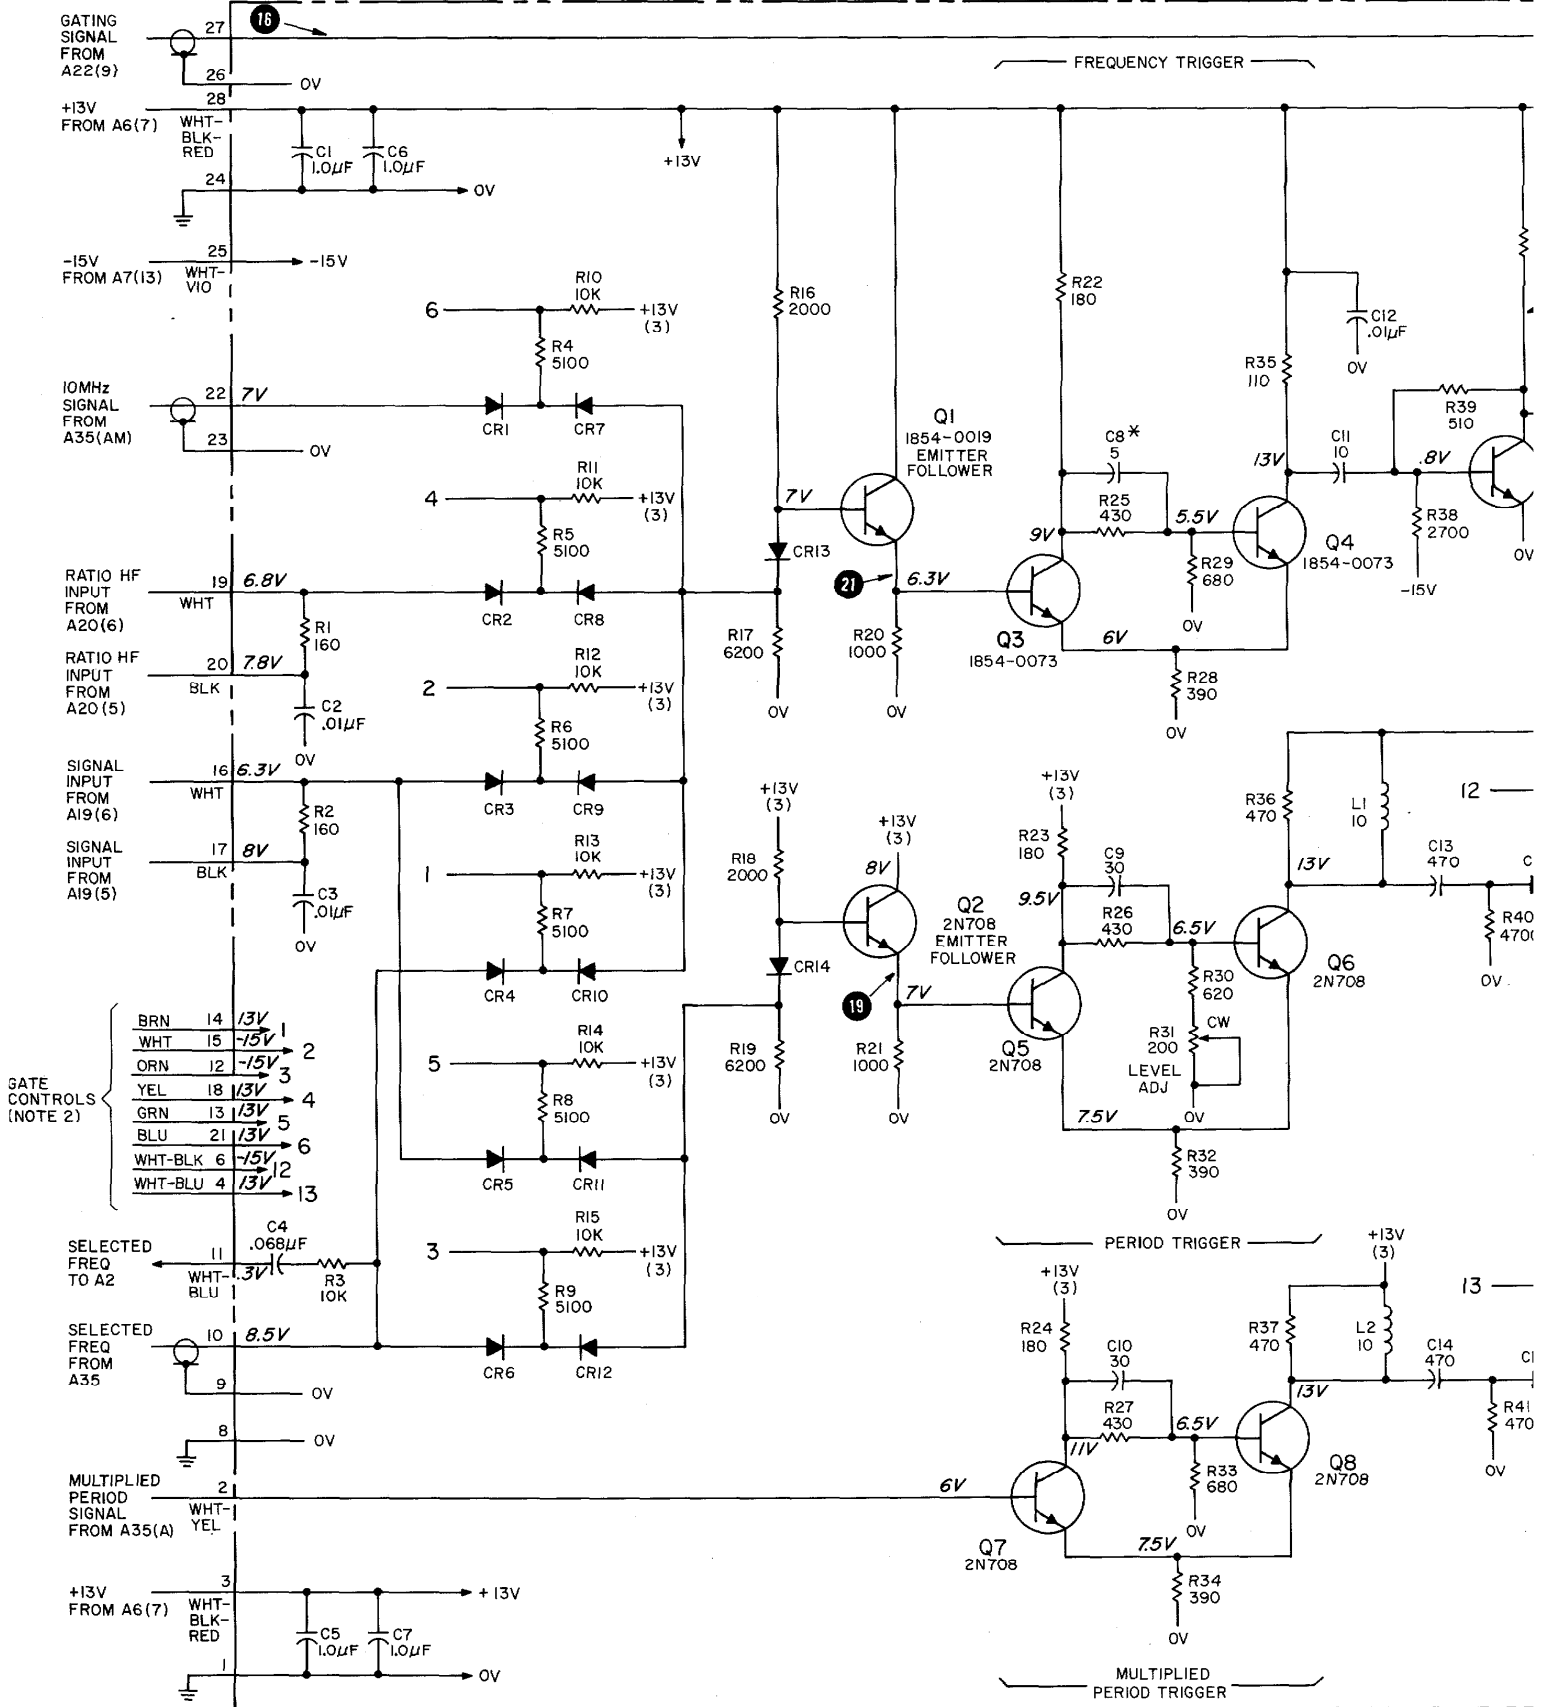 16
GATING
SIGNAL
FROM
A22(9)
27
26
0V
FREQUENCY TRIGGER
+13V
FROM A6(7)
28
WHT-
BLK-
RED
C1
1.0µF
C6
1.0µF
+13V
24
0V
-15V
FROM A7(13)
25
WHT-
VIO
-15V
R10
10K
6
+13V
(3)
R4
5100
R16
2000
R22
180
C12
.01µF
0V
R35
110
10MHz
SIGNAL
FROM
A35(AM)
22
7V
23
0V
CR1
CR7
R39
510
Q1
1854-0019
EMITTER
FOLLOWER
C8*
5
C11
10
R11
10K
4
+13V
(3)
7V
R25
430
13V
.8V
R5
5100
9V
5.5V
Q4
1854-0073
R38
2700
-15V
0V
CR13
21
6.3V
R29
680
0V
RATIO HF
INPUT
FROM
A20(6)
19
6.8V
WHT
CR2
CR8
R1
160
R17
6200
R20
1000
Q3
1854-0073
6V
RATIO HF
INPUT
FROM
A20(5)
20
7.8V
BLK
C2
.01µF
0V
R12
10K
2
+13V
(3)
R6
5100
0V
0V
R28
390
0V
SIGNAL
INPUT
FROM
A19(6)
16
6.3V
WHT
CR3
CR9
R2
160
+13V
(3)
+13V
(3)
R36
470
L1
10
12
SIGNAL
INPUT
FROM
A19(5)
17
8V
BLK
C3
.01µF
0V
R13
10K
1
+13V
(3)
R7
5100
R18
2000
+13V
(3)
8V
Q2
2N708
EMITTER
FOLLOWER
R23
180
C9
30
9.5V
R26
430
6.5V
13V
C13
470
C
R40
4700
0V
Q6
2N708
CR4
CR10
CR14
19
7V
Q5
2N708
R30
620
CW
R31
200
LEVEL
ADJ
0V
GATE
CONTROLS
(NOTE 2)
BRN 14 13V 1
WHT 15 -15V 2
ORN 12 -15V 3
YEL 18 13V 4
GRN 13 13V 5
BLU 21 13V 6
WHT-BLK 6 -15V 12
WHT-BLU 4 13V 13
R14
10K
5
+13V
(3)
R8
5100
R19
6200
0V
R21
1000
0V
7.5V
R32
390
0V
CR5
CR11
PERIOD TRIGGER
SELECTED
FREQ
TO A2
11
WHT-
BLU
.3V
C4
.068µF
R3
10K
R15
10K
3
+13V
(3)
R9
5100
+13V
(3)
+13V
(3)
13
SELECTED
FREQ
FROM
A35
10
8.5V
9
0V
CR6
CR12
R24
180
C10
30
R27
430
11V
6.5V
R37
470
L2
10
C14
470
C1
13V
R41
470
0V
8
0V
R33
680
0V
Q8
2N708
MULTIPLIED
PERIOD
SIGNAL
FROM A35(A)
2
WHT-
YEL
6V
Q7
2N708
7.5V
R34
390
0V
+13V
FROM A6(7)
3
WHT-
BLK-
RED
+13V
C5
1.0µF
C7
1.0µF
1
0V
MULTIPLIED
PERIOD TRIGGER